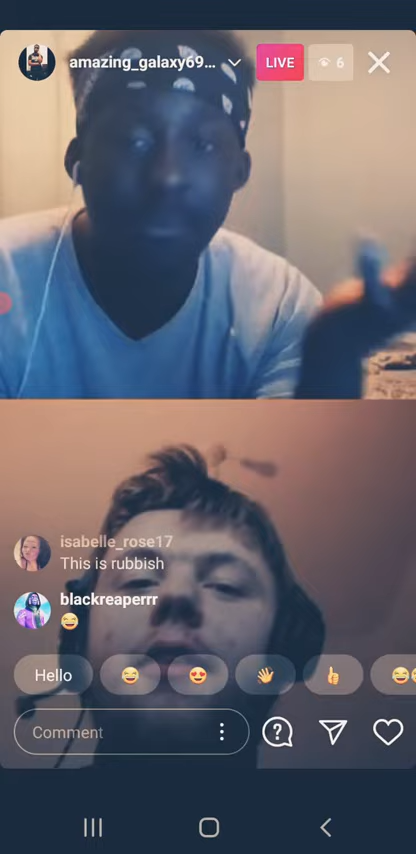 amazing_galaxy69...
LIVE
6
isabelle_rose17
This is rubbish
blackreaperrr
😂
Hello
😂 😍 👋 👍 😂
Comment